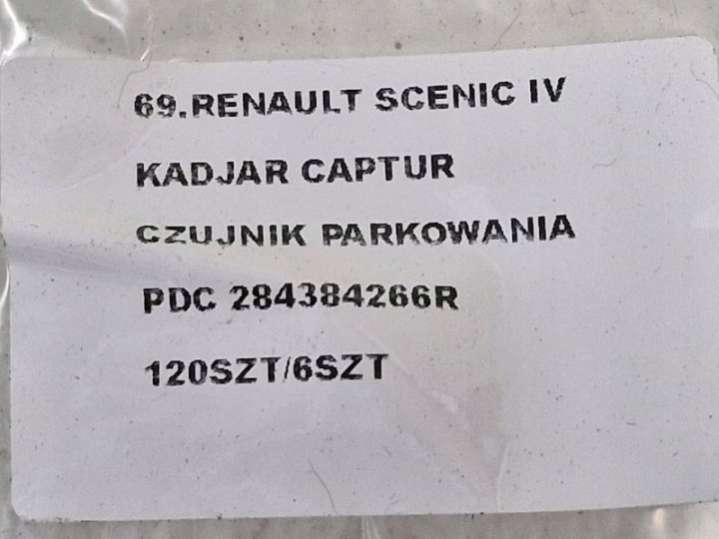 69.RENAULT SCENIC IV
KADJAR CAPTUR
CZUJNIK PARKOWANIA
PDC 284384266R
120SZT/6SZT